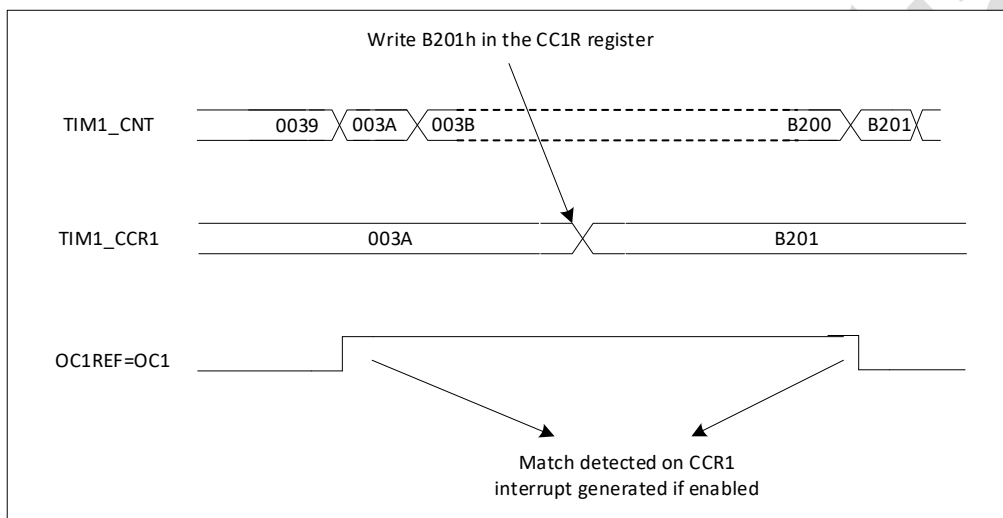 Write B201h in the CC1R register
TIM1_CNT 0039 003A 003B B200 B201
TIM1_CCR1 003A B201
OC1REF=OC1
Match detected on CCR1
interrupt generated if enabled